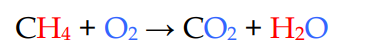 CH₄ + O₂ → CO₂ + H₂O